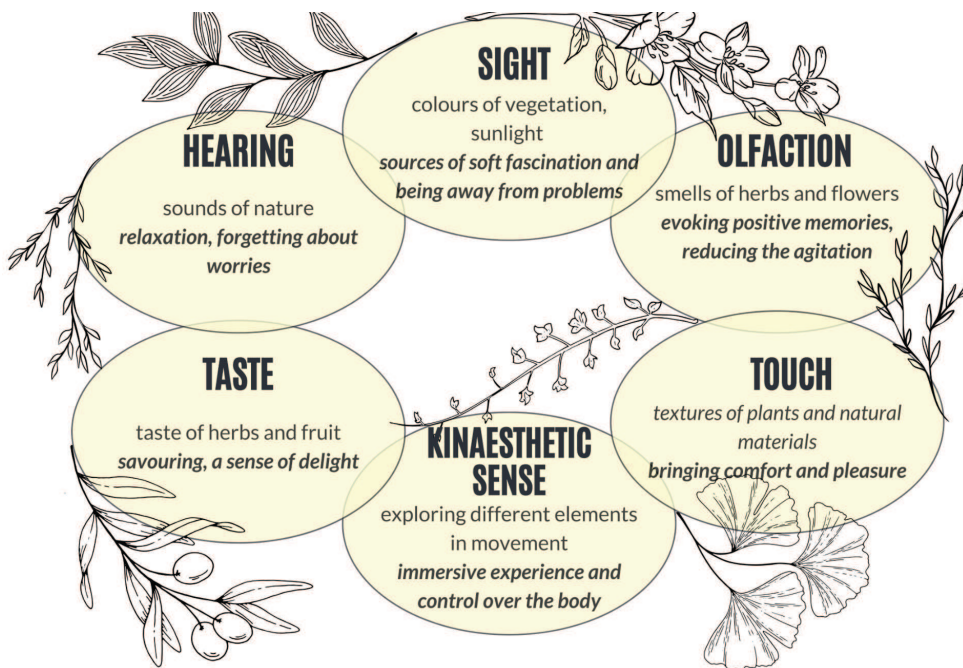 SIGHT
colours of vegetation,
sunlight
sources of soft fascination and
being away from problems
HEARING
sounds of nature
relaxation, forgetting about
worries
OLFACTION
smells of herbs and flowers
evoking positive memories,
reducing the agitation
TASTE
taste of herbs and fruit
savouring, a sense of delight
KINAESTHETIC
SENSE
exploring different elements
in movement
immersive experience and
control over the body
TOUCH
textures of plants and natural
materials
bringing comfort and pleasure